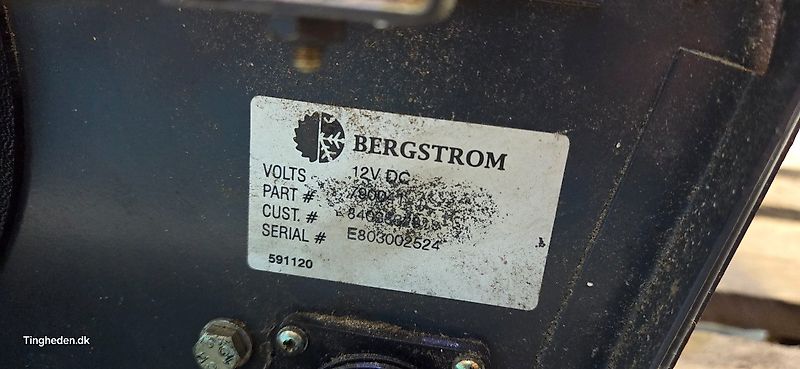 BERGSTROM
VOLTS 12V DC
PART #
CUST. #
SERIAL # E803002524
591120
Tingheden.dk